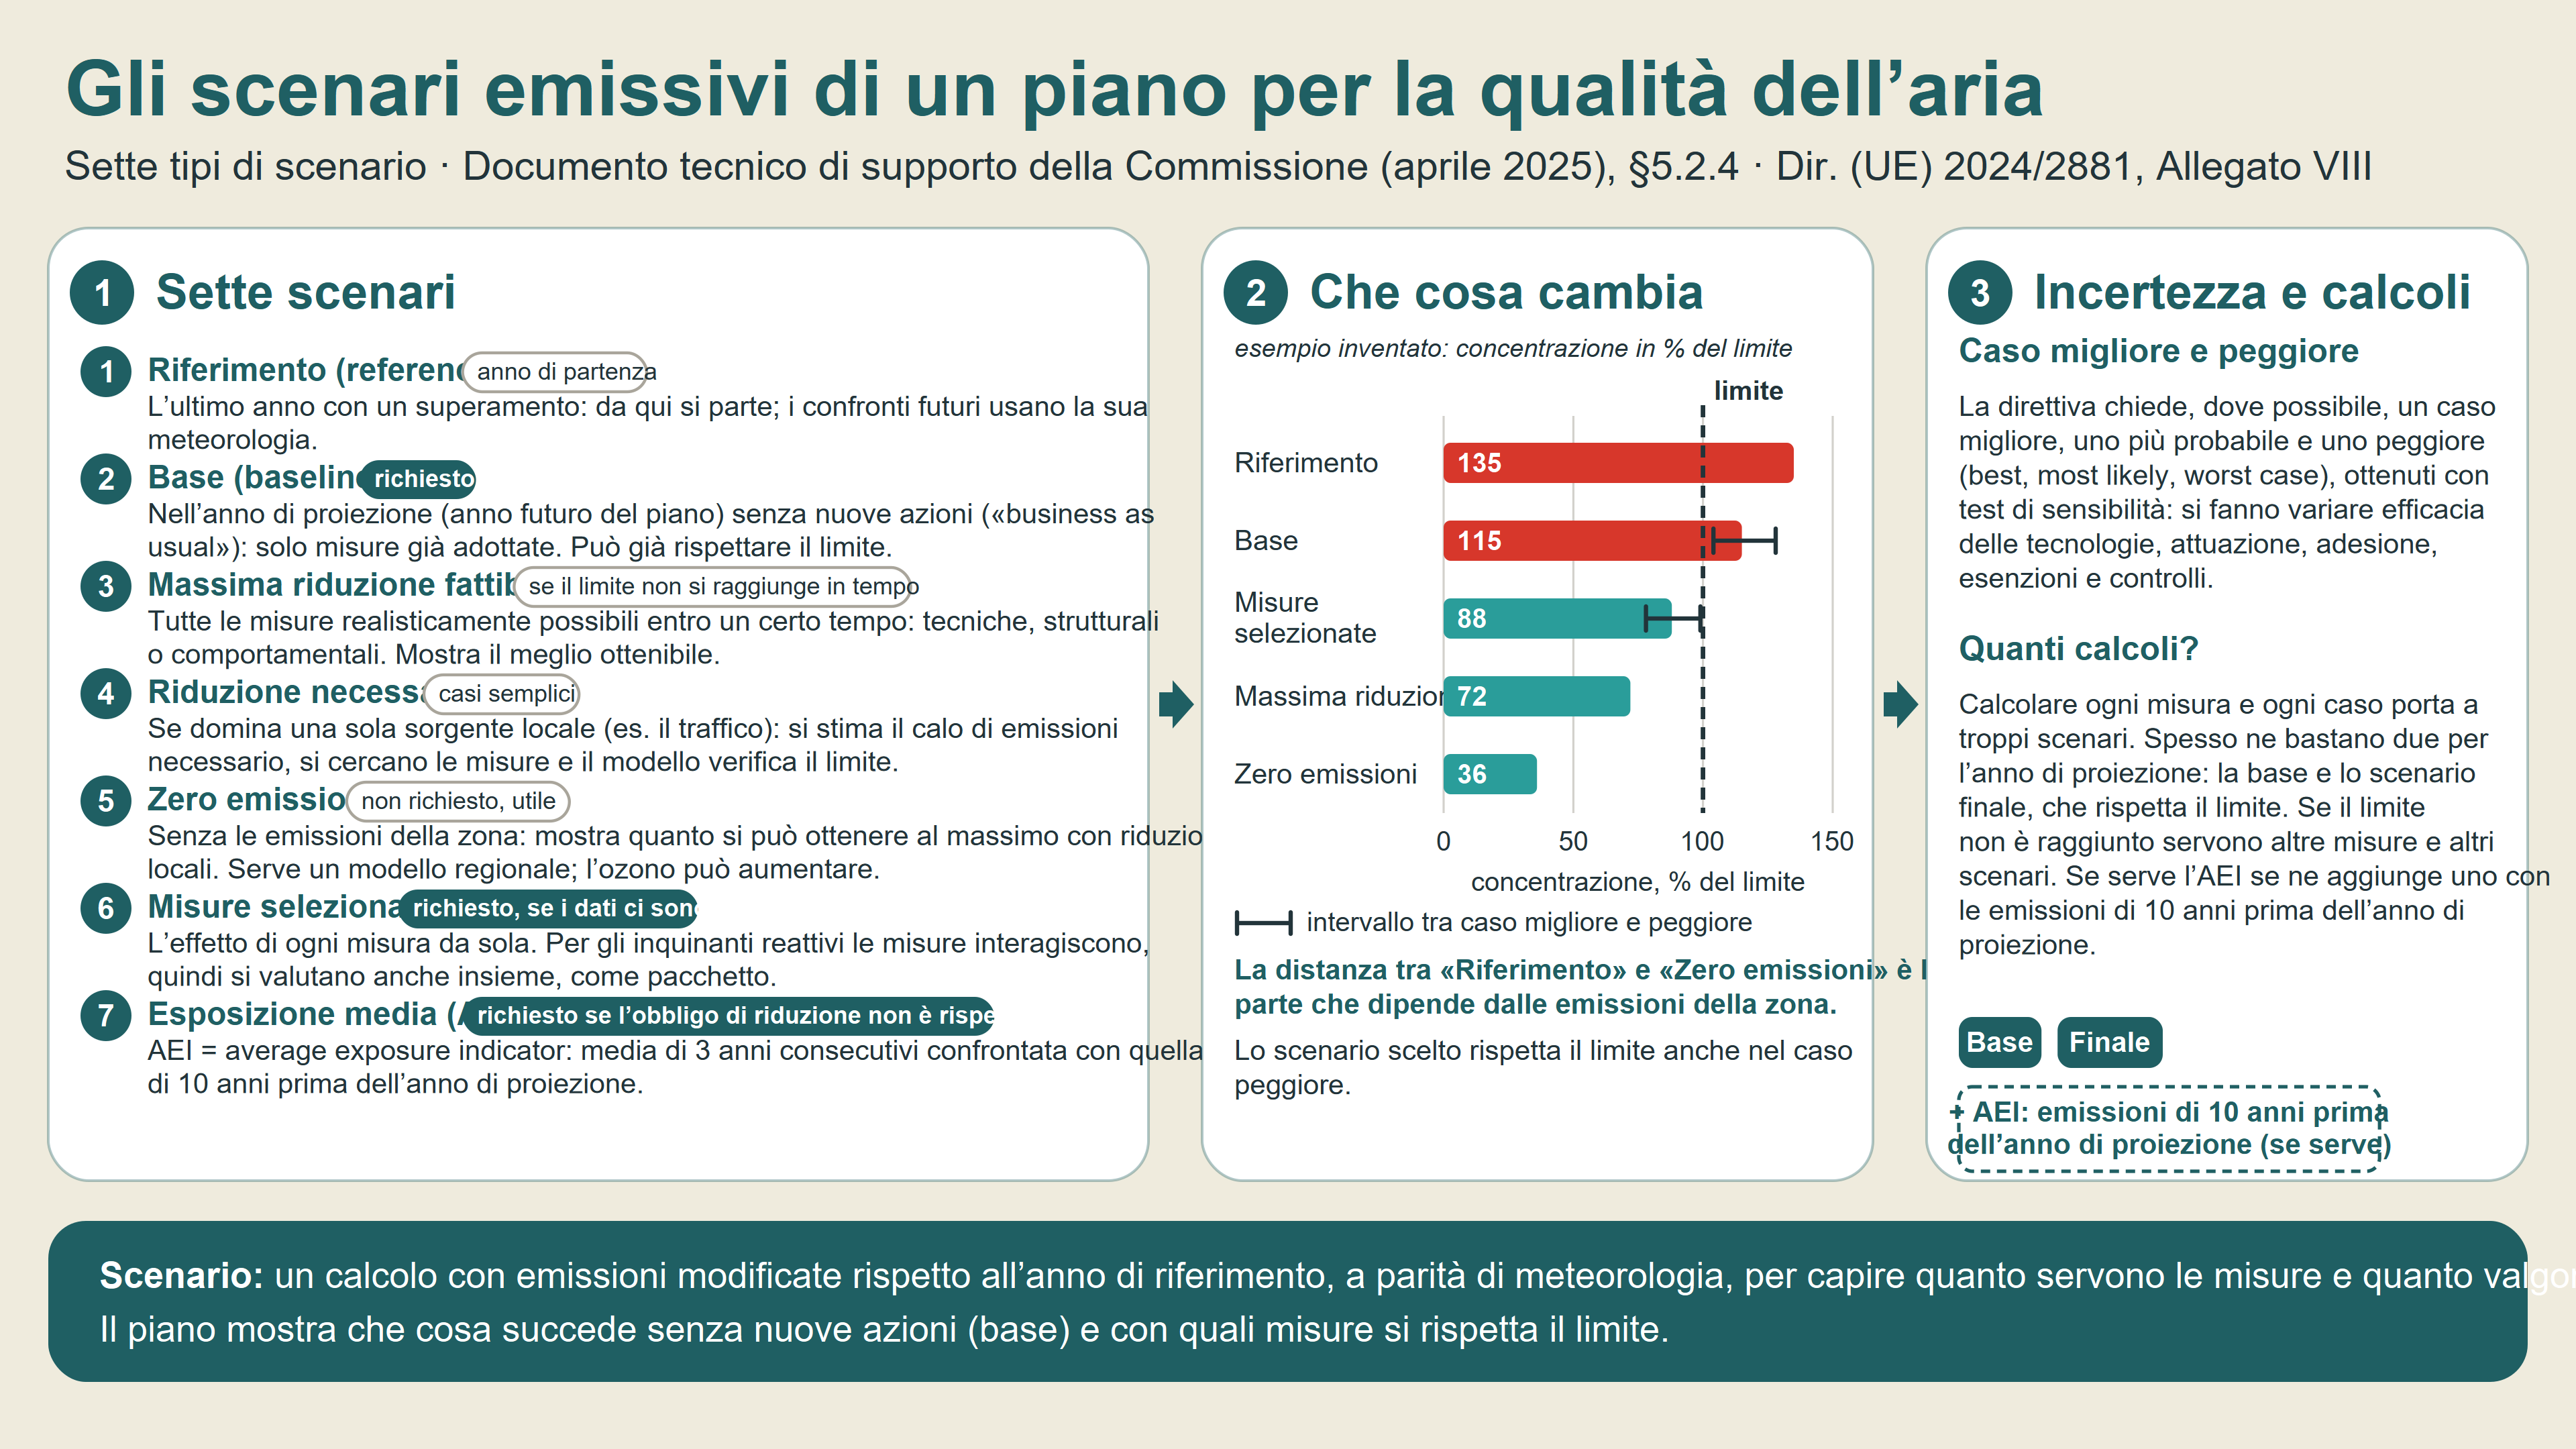 Gli scenari emissivi di un piano per la qualità dell’aria
Sette tipi di scenario · Documento tecnico di supporto della Commissione (aprile 2025), §5.2.4 · Dir. (UE) 2024/2881, Allegato VIII
1 Sette scenari
1 Riferimento anno di partenza
L’ultimo anno con un superamento: da qui si parte; i confronti futuri usano la sua
meteorologia.
2 Base richiesto
Nell’anno di proiezione (anno futuro del piano) senza nuove azioni («business as
usual»): solo misure già adottate. Può già rispettare il limite.
3 Massima riduzione se il limite non si raggiunge in tempo
Tutte le misure realisticamente possibili entro un certo tempo: tecniche, strutturali
o comportamentali. Mostra il meglio ottenibile.
4 Riduzione casi semplici
Se domina una sola sorgente locale (es. il traffico): si stima il calo di emissioni
necessario, si cercano le misure e il modello verifica il limite.
5 Zero non richiesto, utile
Senza le emissioni della zona: mostra quanto si può ottenere al massimo con
locali. Serve un modello regionale; l’ozono può aumentare.
6 Misure richiesto, se i dati ci
L’effetto di ogni misura da sola. Per gli inquinanti reattivi le misure interagiscono,
quindi si valutano anche insieme, come pacchetto.
7 Esposizione media richiesto se l’obbligo di riduzione non è
AEI = average exposure indicator: media di 3 anni consecutivi confrontata con quella
di 10 anni prima dell’anno di proiezione.
2 Che cosa cambia
esempio inventato: concentrazione in % del limite
limite
Riferimento 135
Base 115
Misure
selezionate 88
Massima 72
Zero emissioni 36
0 50 100 150
concentrazione, % del limite
intervallo tra caso migliore e peggiore
La distanza tra «Riferimento» e «Zero emissioni» è
parte che dipende dalle emissioni della zona.
Lo scenario scelto rispetta il limite anche nel caso
peggiore.
3 Incertezza e calcoli
Caso migliore e peggiore
La direttiva chiede, dove possibile, un caso
migliore, uno più probabile e uno peggiore
(best, most likely, worst case), ottenuti con
test di sensibilità: si fanno variare efficacia
delle tecnologie, attuazione, adesione,
esenzioni e controlli.
Quanti calcoli?
Calcolare ogni misura e ogni caso porta a
troppi scenari. Spesso ne bastano due per
l’anno di proiezione: la base e lo scenario
finale, che rispetta il limite. Se il limite
non è raggiunto servono altre misure e altri
scenari. Se serve l’AEI se ne aggiunge uno con
le emissioni di 10 anni prima dell’anno di
proiezione.
Base Finale
+ AEI: emissioni di 10 anni prima
dell’anno di proiezione (se serve)
Scenario: un calcolo con emissioni modificate rispetto all’anno di riferimento, a parità di meteorologia, per capire quanto servono le misure e quanto
Il piano mostra che cosa succede senza nuove azioni (base) e con quali misure si rispetta il limite.